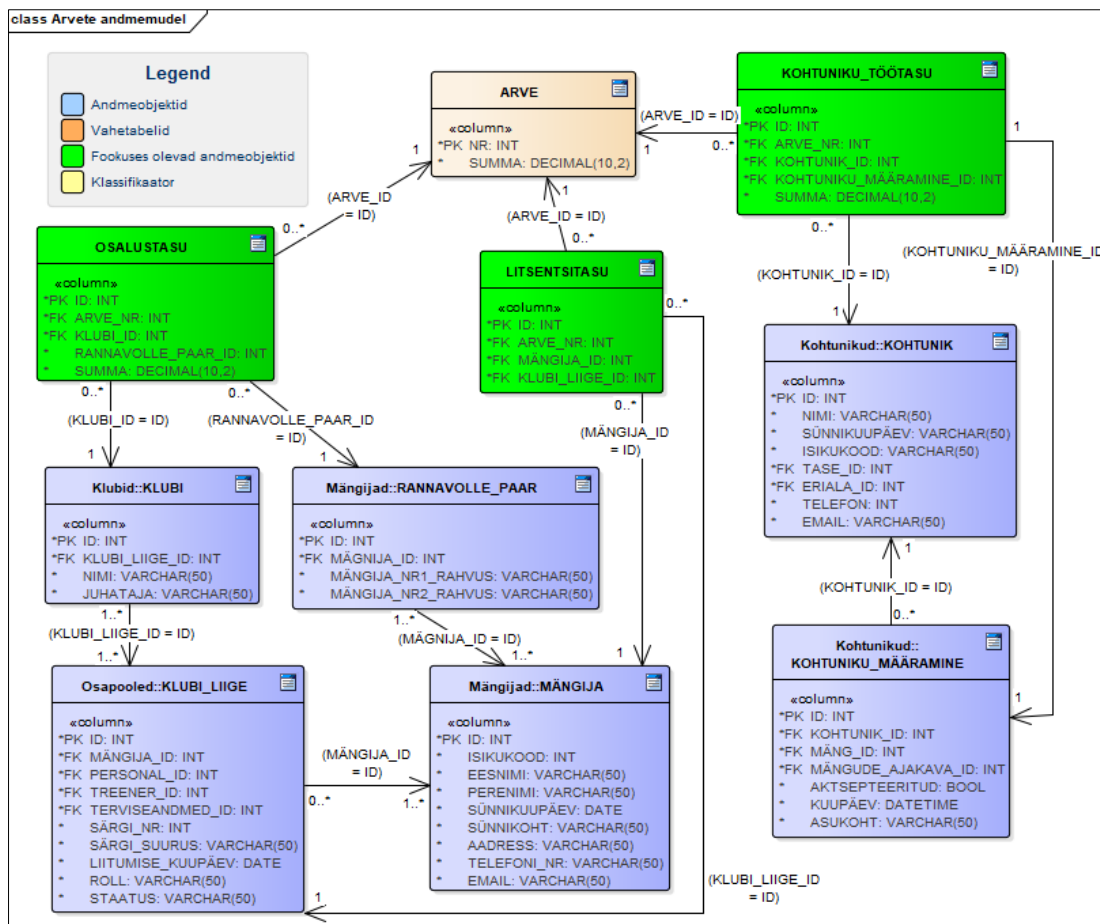 class Arvete andmemudel
Legend
Andmeobjektid
Vahetabelid
Fookuses olevad andmeobjektid
Klassifikaator
ARVE
«column»
*PK NR: INT
* SUMMA: DECIMAL(10,2)
KOHTUNIKU_TÖÖTASU
«column»
*PK ID: INT
*FK ARVE_NR: INT
*FK KOHTUNIK_ID: INT
*FK KOHTUNIKU_MÄÄRAMINE_ID: INT
* SUMMA: DECIMAL(10,2)
(ARVE_ID = ID)
1
0..*
1
1
(ARVE_ID
= ID)
0..*
1
(ARVE_ID = ID)
0..*
OSALUSTASU
«column»
*PK ID: INT
*FK ARVE_NR: INT
*FK KLUBI_ID: INT
* RANNAVOLLE_PAAR_ID: INT
* SUMMA: DECIMAL(10,2)
LITSENTSITASU
«column»
*PK ID: INT
*FK ARVE_NR: INT
*FK MÄNGIJA_ID: INT
*FK KLUBI_LIIGE_ID: INT
0..*
0..*
(KOHTUNIK_ID = ID)
1
(KOHTUNIKU_MÄÄRAMINE_ID
= ID)
0..*
(KLUBI_ID = ID)
1
0..*
(RANNAVOLLE_PAAR_ID
= ID)
1
0..*
(MÄNGIJA_ID
= ID)
1
Kohtunikud::KOHTUNIK
«column»
*PK ID: INT
* NIMI: VARCHAR(50)
* SÜNNIKUUPÄEV: VARCHAR(50)
* ISIKUKOOD: VARCHAR(50)
*FK TASE_ID: INT
*FK ERIALA_ID: INT
* TELEFON: INT
* EMAIL: VARCHAR(50)
Klubid::KLUBI
«column»
*PK ID: INT
*FK KLUBI_LIIGE_ID: INT
* NIMI: VARCHAR(50)
* JUHATAJA: VARCHAR(50)
Mängijad::RANNAVOLLE_PAAR
«column»
*PK ID: INT
*FK MÄGNIJA_ID: INT
* MÄNGIJA_NR1_RAHVUS: VARCHAR(50)
* MÄNGIJA_NR2_RAHVUS: VARCHAR(50)
1
(KOHTUNIK_ID = ID)
0..*
1..*
(KLUBI_LIIGE_ID = ID)
1..*
1..*
(MÄGNIJA_ID = ID)
1..*
Osapooled::KLUBI_LIIGE
«column»
*PK ID: INT
*FK MÄNGIJA_ID: INT
*FK PERSONAL_ID: INT
*FK TREENER_ID: INT
*FK TERVISEANDMED_ID: INT
* SÄRGI_NR: INT
* SÄRGI_SUURUS: VARCHAR(50)
* LIITUMISE_KUUPÄEV: DATE
* ROLL: VARCHAR(50)
* STAATUS: VARCHAR(50)
(MÄNGIJA_ID
= ID)
0..*
1..*
Mängijad::MÄNGIJA
«column»
*PK ID: INT
* ISIKUKOOD: INT
* EESNIMI: VARCHAR(50)
* PERENIMI: VARCHAR(50)
* SÜNNIKUUPÄEV: DATE
* SÜNNIKOHT: VARCHAR(50)
* AADRESS: VARCHAR(50)
* TELEFONI_NR: VARCHAR(50)
* EMAIL: VARCHAR(50)
Kohtunikud::
KOHTUNIKU_MÄÄRAMINE
«column»
*PK ID: INT
*FK KOHTUNIK_ID: INT
*FK MÄNG_ID: INT
*FK MÄNGUDE_AJAKAVA_ID: INT
* AKTSEPTEERITUD: BOOL
* KUUPÄEV: DATETIME
* ASUKOHT: VARCHAR(50)
1
(KLUBI_LIIGE_ID
= ID)
1